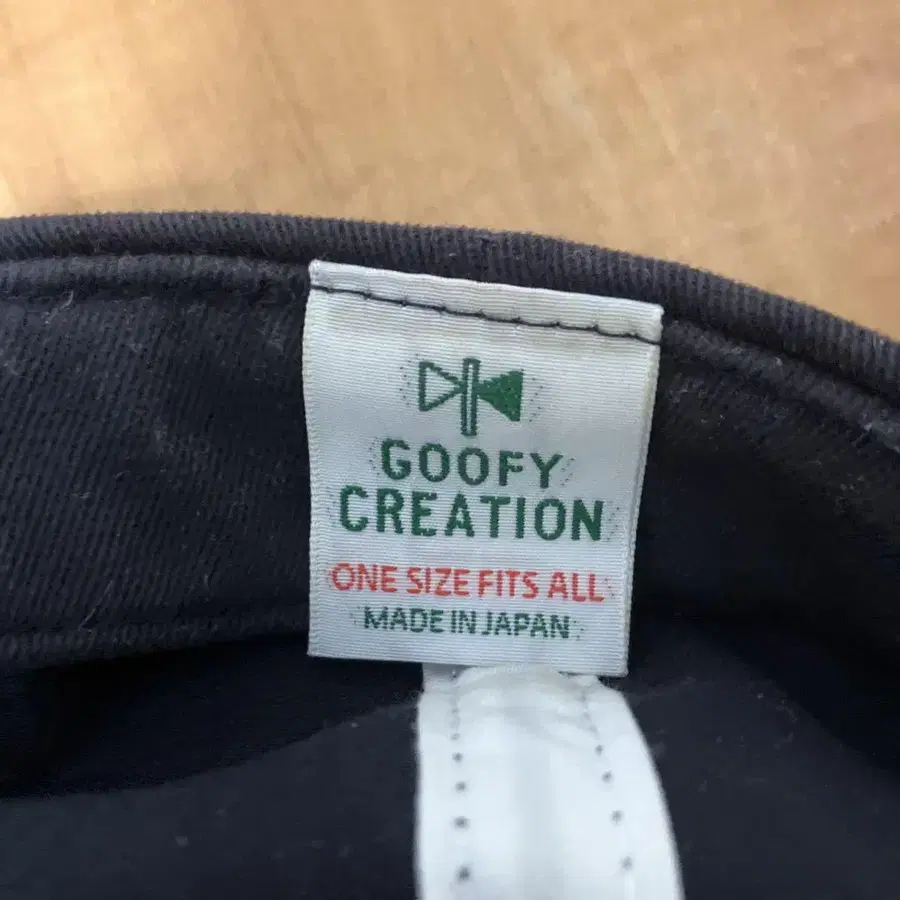 GOOFY
CREATION
ONE SIZE FITS ALL
MADE IN JAPAN